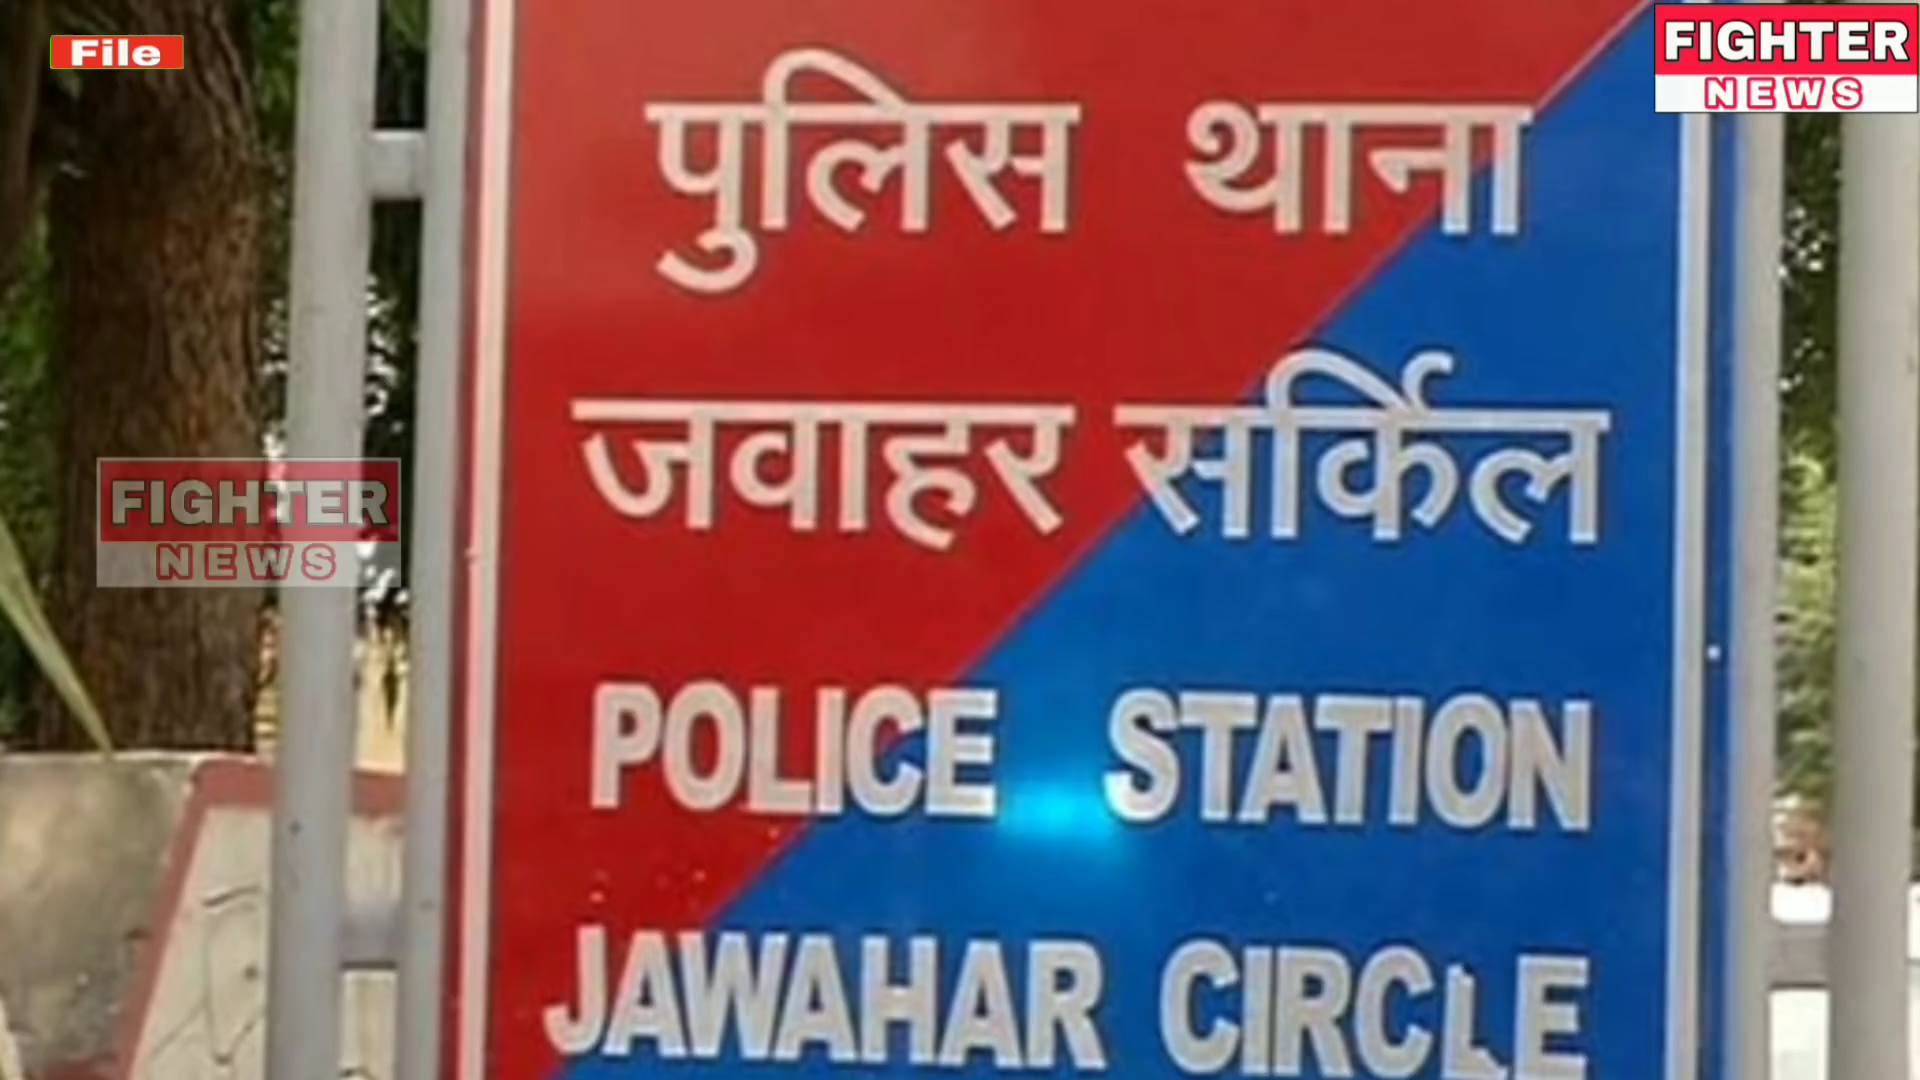 File
FIGHTER
NEWS
पुलिस थाना
जवाहर सर्किल
FIGHTER
NEWS
POLICE STATION
JAWAHAR CIRCLE